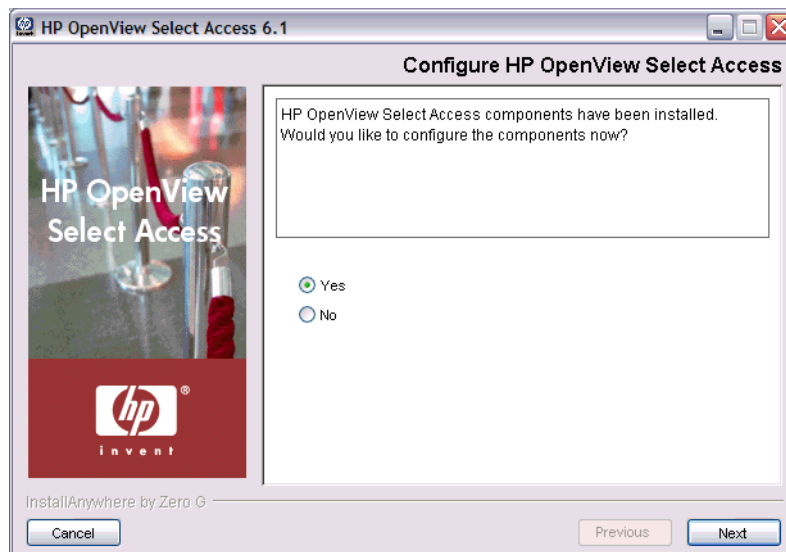 HP OpenView Select Access 6.1
Configure HP OpenView Select Access
HP OpenView
Select Access
hp
®
invent
HP OpenView Select Access components have been installed.
Would you like to configure the components now?
Yes
No
InstallAnywhere by Zero G
Cancel
Previous
Next